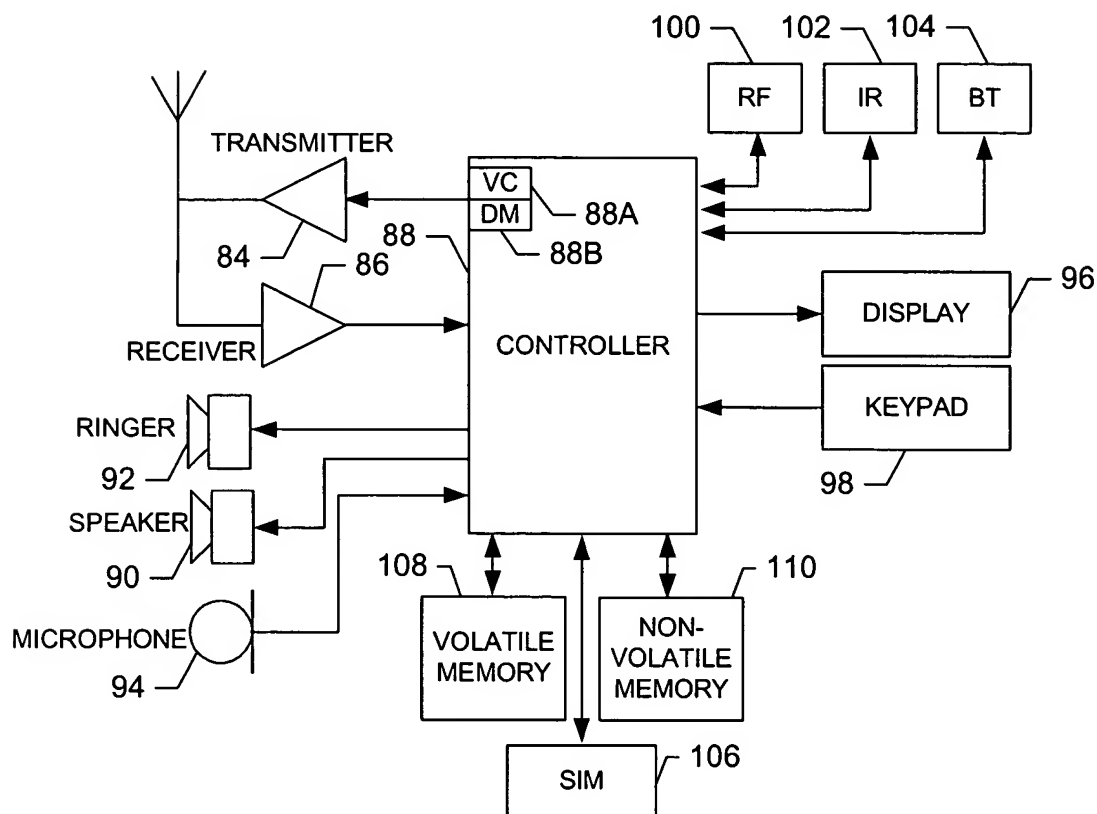 100
102
104
RF
IR
BT
TRANSMITTER
VC
DM
88A
88B
84
88
86
RECEIVER
CONTROLLER
96
DISPLAY
KEYPAD
98
RINGER
92
SPEAKER
90
MICROPHONE
94
108
110
VOLATILE
MEMORY
NON-
VOLATILE
MEMORY
106
SIM